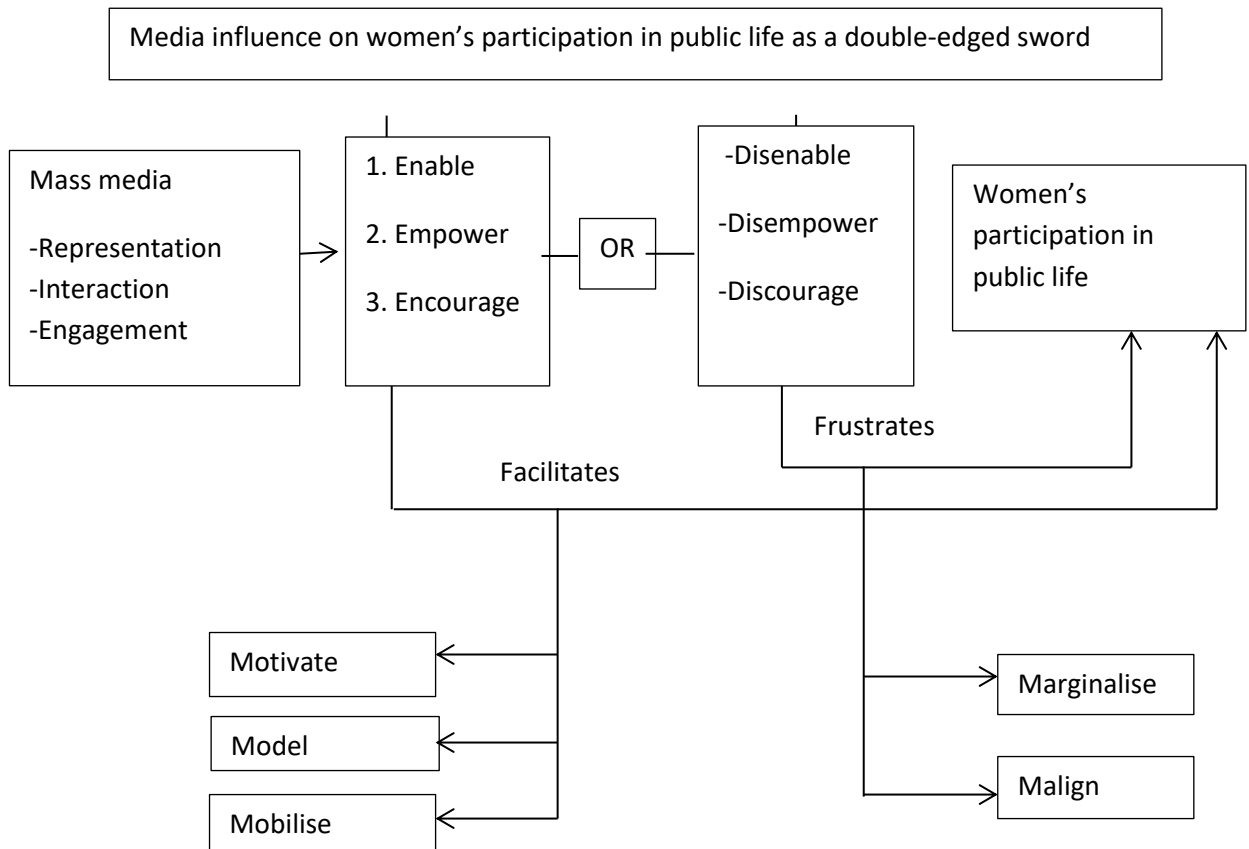 Media influence on women’s participation in public life as a double-edged sword
Mass media
-Representation
-Interaction
-Engagement
1. Enable
2. Empower
3. Encourage
OR
-Disenable
-Disempower
-Discourage
Women’s
participation in
public life
Frustrates
Facilitates
Motivate
Model
Mobilise
Marginalise
Malign